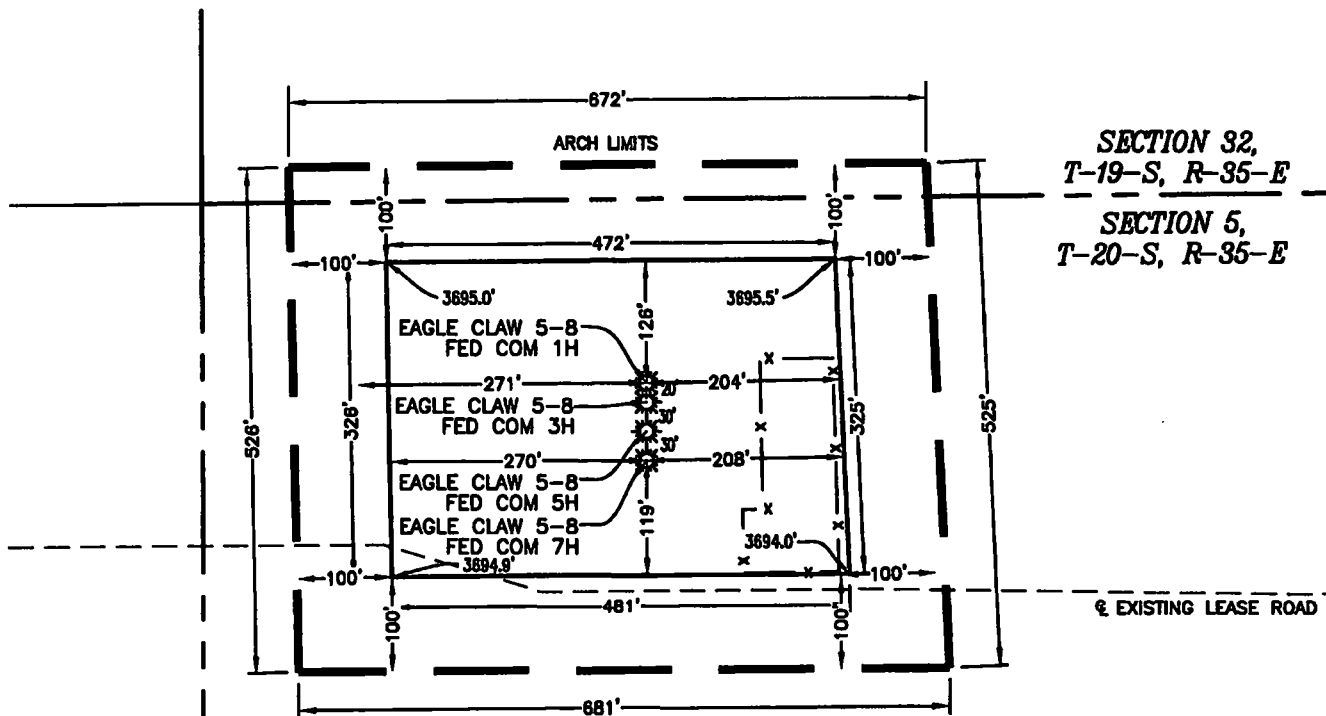 672'
ARCH LIMITS
SECTION 32,
T-19-S, R-35-E
SECTION 5,
T-20-S, R-35-E
100'
100'
472'
100'
100'
3695.0'
3695.5'
126'
EAGLE CLAW 5-8
FED COM 1H
271'
204'
20'
EAGLE CLAW 5-8
FED COM 3H
30'
30'
526'
326'
325'
525'
270'
208'
EAGLE CLAW 5-8
FED COM 5H
EAGLE CLAW 5-8
FED COM 7H
119'
3694.9'
3694.0'
100'
100'
481'
100'
100'
℄ EXISTING LEASE ROAD
681'